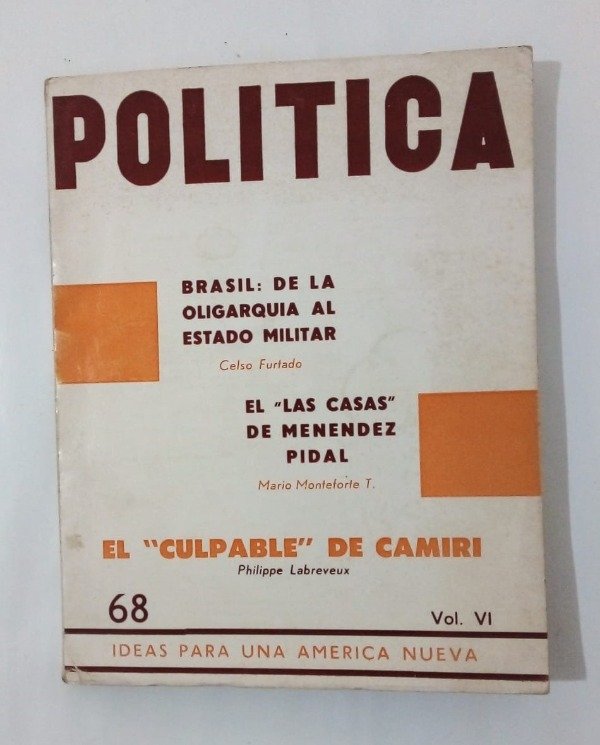 POLITICA
BRASIL: DE LA
OLIGARQUIA AL
ESTADO MILITAR
Celso Furtado
EL "LAS CASAS"
DE MENENDEZ
PIDAL
Mario Monteforte T.
EL "CULPABLE" DE CAMIRI
Philippe Labreveux
68
Vol. VI
IDEAS PARA UNA AMERICA NUEVA